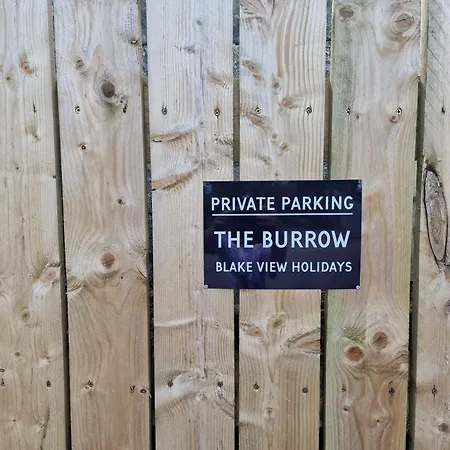 PRIVATE PARKING
THE BURROW
BLAKE VIEW HOLIDAYS